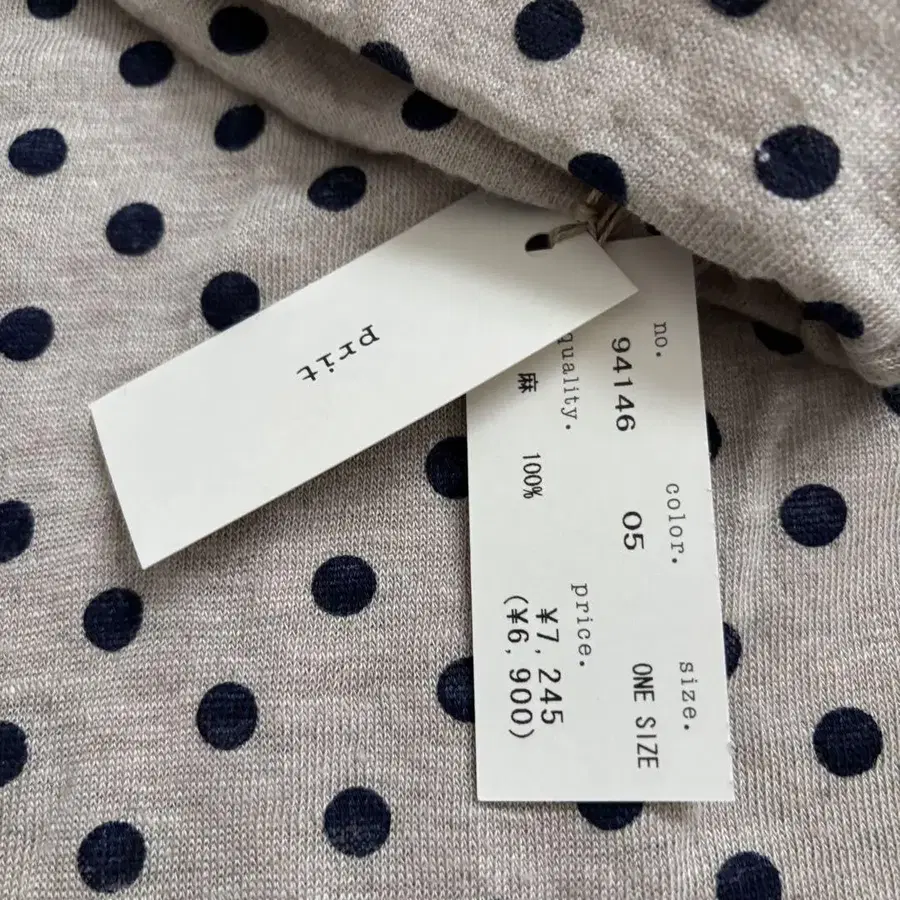 prit
no. color. size.
94146 05 ONE SIZE
quality. price.
麻 100% ¥7,245
(¥6,900)